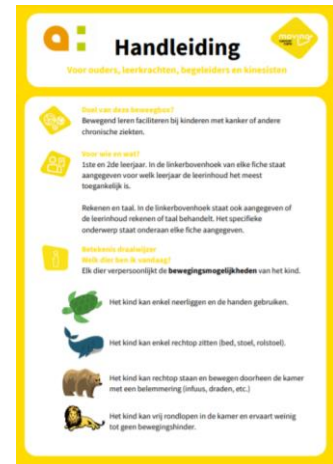 Handleiding
Voor ouders, leerkrachten, begeleiders en kinesisten
Doel van deze beweegbox?
Bewegend leren faciliteren bij kinderen met kanker of andere
chronische ziekten.
Voor wie en wat?
1ste en 2de leerjaar. In de linkerbovenhoek van elke fiche staat
aangegeven voor welk leerjaar de leerinhoud het meest
toegankelijk is.
Rekenen en taal. In de linkerbovenhoek staat ook aangegeven of
de leerinhoud rekenen of taal behandelt. Het specifieke
onderwerp staat onderaan elke fiche aangegeven.
Betekenis draaiwijzer
Welk dier ben ik vandaag?
Elk dier verpersoonlijkt de bewegingsmogelijkheden van het kind.
Het kind kan enkel neerliggen en de handen gebruiken.
Het kind kan enkel rechtop zitten (bed, stoel, rolstoel).
Het kind kan rechtop staan en bewegen doorheen de kamer
met een belemmering (infuus, draden, etc.)
Het kind kan vrij rondlopen in de kamer en ervaart weinig
tot geen bewegingshinder.